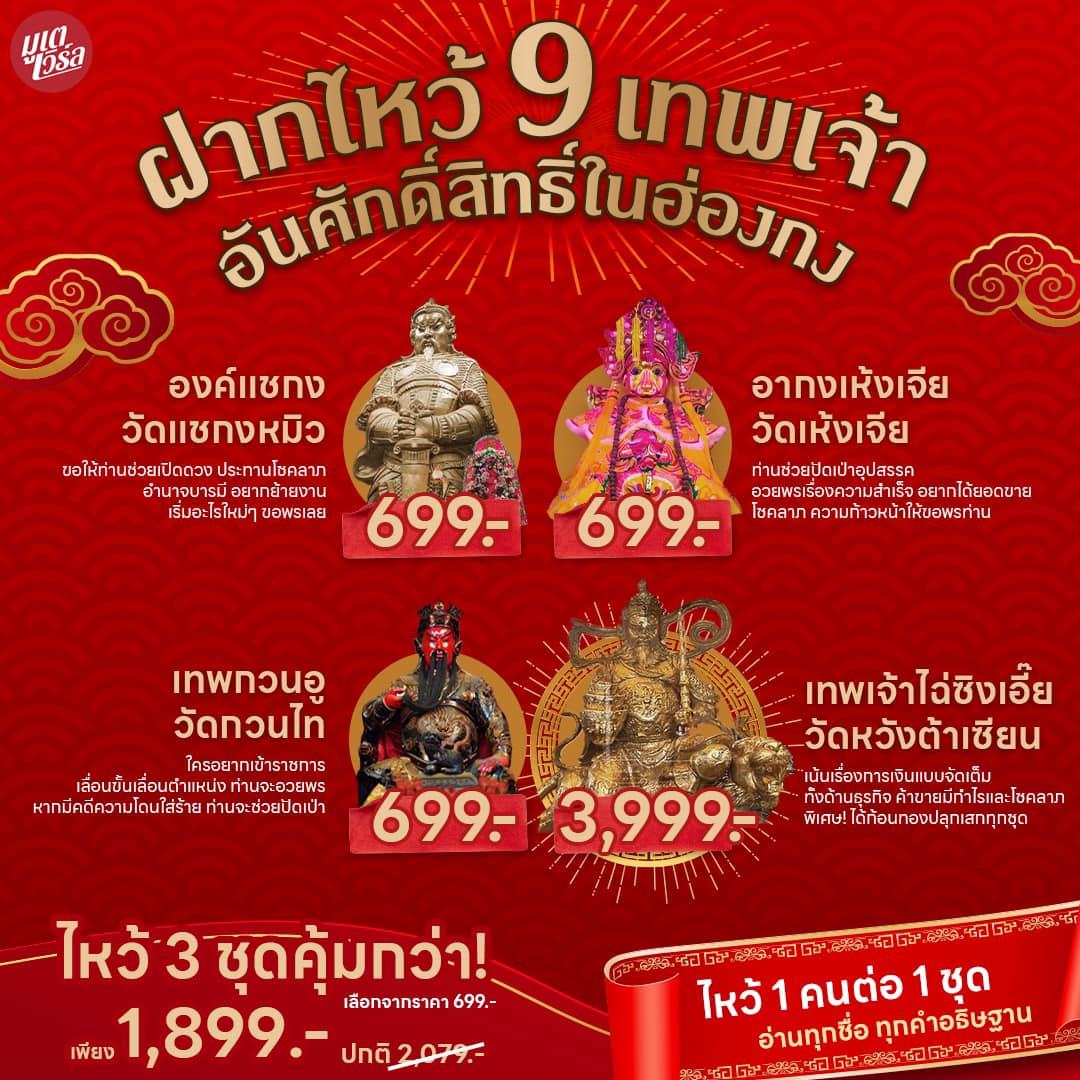 มูเต
เวิร์ล
ฝากไหว้ 9 เทพเจ้า
อันศักดิ์สิทธิ์ในฮ่องกง
องค์แชกง
วัดแชกงหมิว
ขอให้ท่านช่วยเปิดดวง ประทานโชคลาภ
อำนาจบารมี อยากย้ายงาน
เริ่มอะไรใหม่ๆ ขอพรเลย
699.-
อากงเห้งเจีย
วัดเห้งเจีย
ท่านช่วยปัดเป่าอุปสรรค
อวยพรเรื่องความสำเร็จ อยากได้ยอดขาย
โชคลาภ ความก้าวหน้าให้ขอพรท่าน
699.-
เทพกวนอู
วัดกวนไท
ใครอยากเข้าราชการ
เลื่อนขั้นเลื่อนตำแหน่ง ท่านจะอวยพร
หากมีคดีความโดนใส่ร้าย ท่านจะช่วยปัดเป่า
699.-
เทพเจ้าไฉ่ซิงเอี๊ย
วัดหวังต้าเซียน
เน้นเรื่องการเงินแบบจัดเต็ม
ทั้งด้านธุรกิจ ค้าขายมีกำไรและโชคลาภ
พิเศษ! ได้ก้อนทองปลุกเสกทุกชุด
3,999.-
ไหว้ 3 ชุดคุ้มกว่า!
เลือกจากราคา 699.-
เพียง 1,899.- ปกติ 2,079.-
ไหว้ 1 คนต่อ 1 ชุด
อ่านทุกชื่อ ทุกคำอธิษฐาน